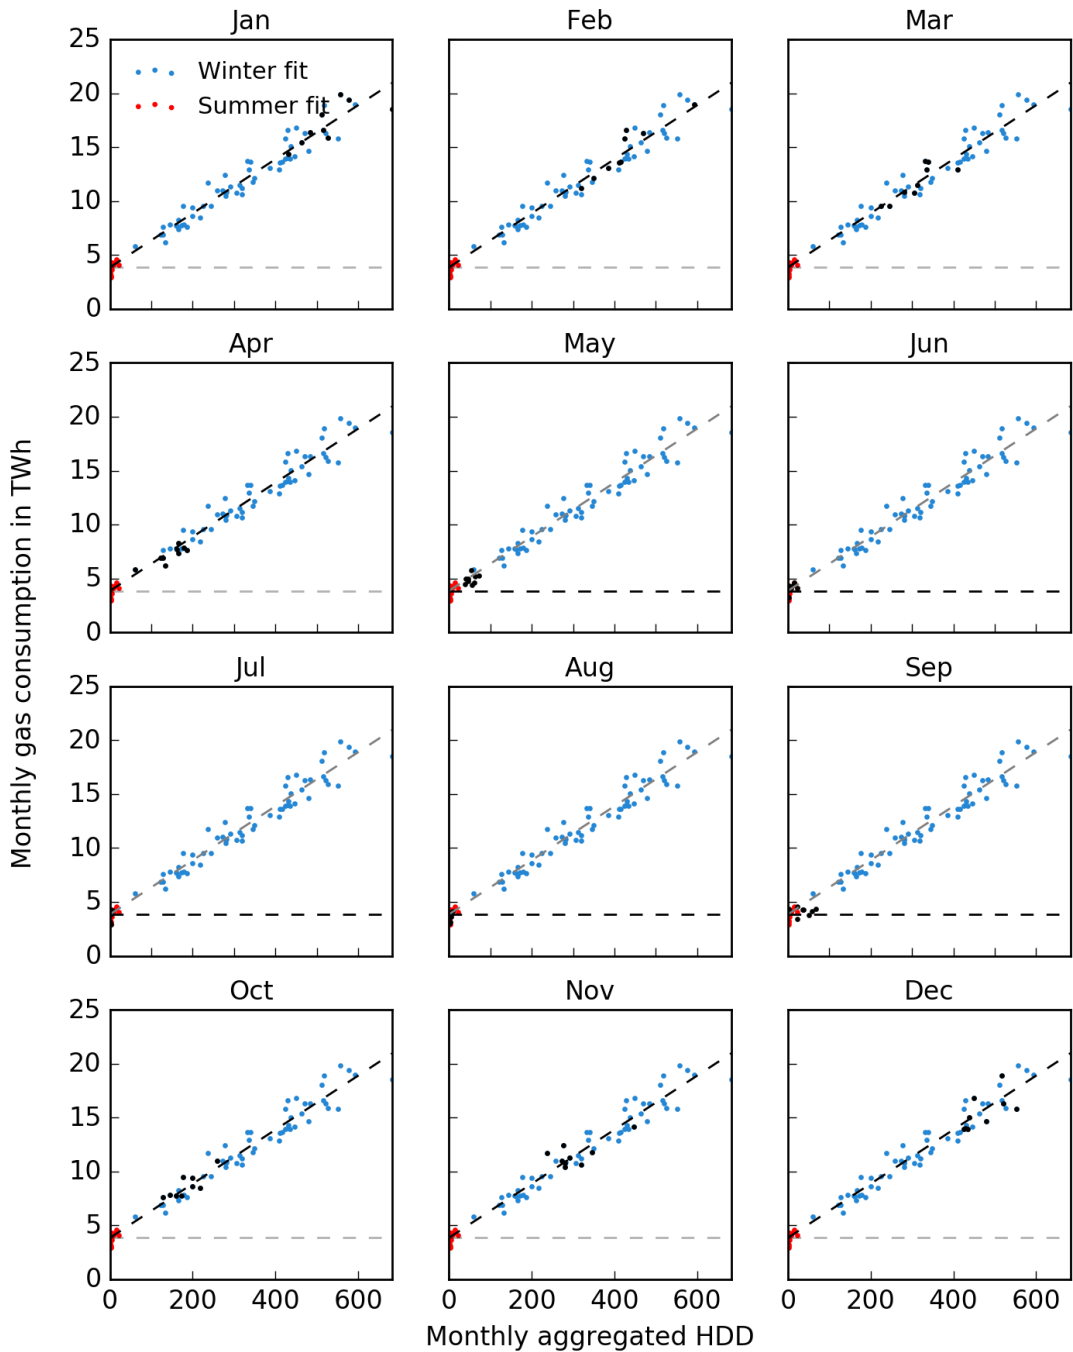 Jan
Feb
Mar
25
20
15
10
5
0
Winter fit
Summer fit
Apr
May
Jun
25
20
15
10
5
0
Monthly gas consumption in TWh
Jul
Aug
Sep
25
20
15
10
5
0
Oct
Nov
Dec
25
20
15
10
5
0
0 200 400 600
0 200 400 600
0 200 400 600
Monthly aggregated HDD